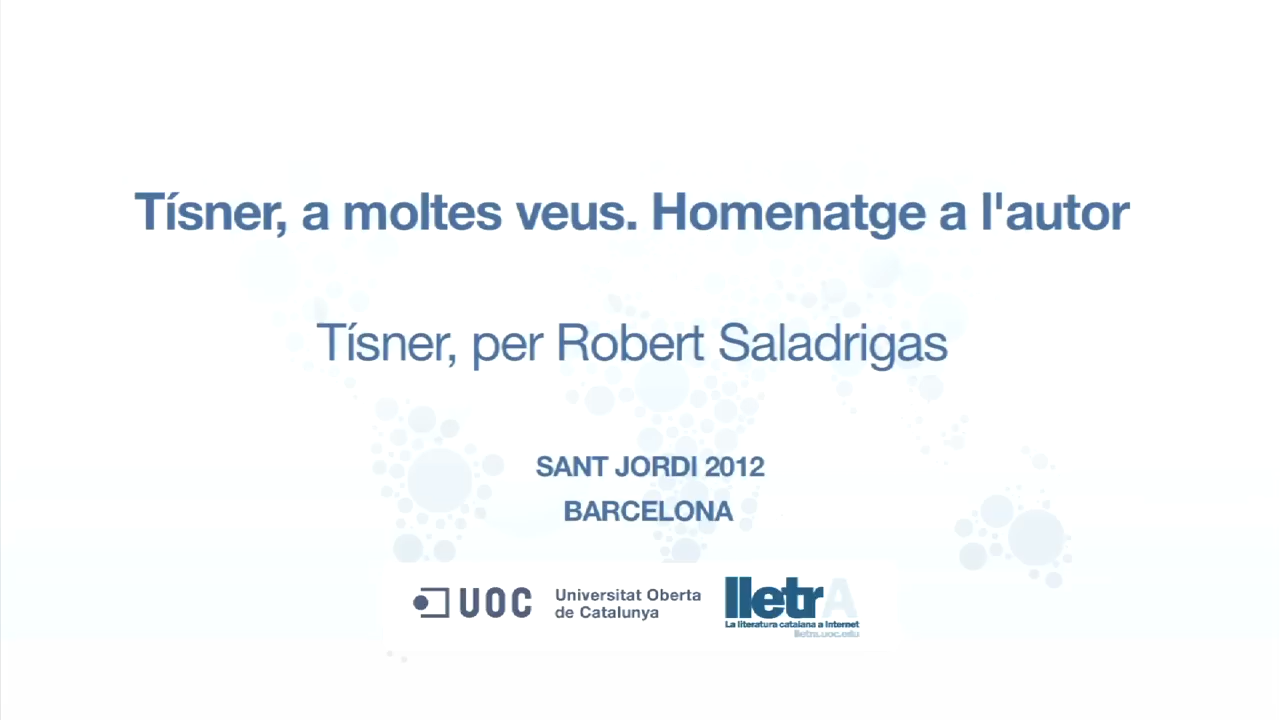 Tísner, a moltes veus. Homenatge a l'autor
Tísner, per Robert Saladrigas
SANT JORDI 2012
BARCELONA
UOC
Universitat Oberta
de Catalunya
lletrA
La literatura catalana a Internet
lletra.uoc.edu